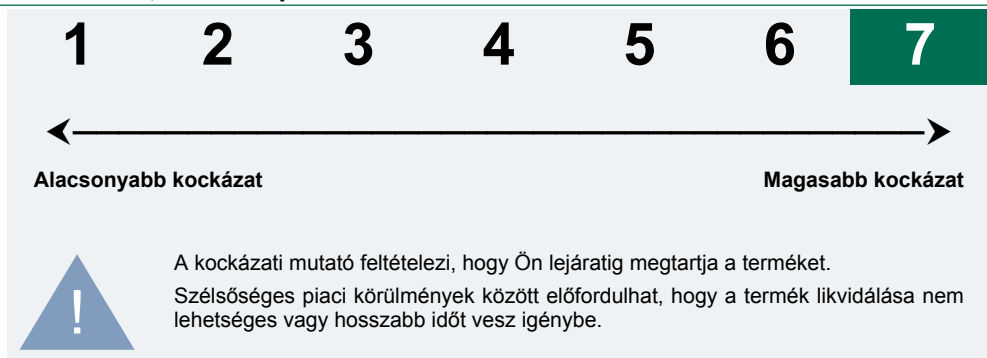 1 2 3 4 5 6 7
Alacsonyabb kockázat Magasabb kockázat
A kockázati mutató feltételezi, hogy Ön lejáratig megtartja a terméket.
Szélsőséges piaci körülmények között előfordulhat, hogy a termék likvidálása nem
! lehetséges vagy hosszabb időt vesz igénybe.